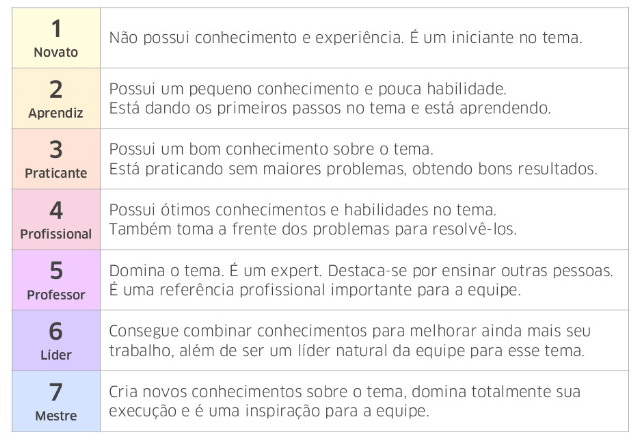 1
Novato
Não possui conhecimento e experiência. É um iniciante no tema.
2
Aprendiz
Possui um pequeno conhecimento e pouca habilidade.
Está dando os primeiros passos no tema e está aprendendo.
3
Praticante
Possui um bom conhecimento sobre o tema.
Está praticando sem maiores problemas, obtendo bons resultados.
4
Profissional
Possui ótimos conhecimentos e habilidades no tema.
Também toma a frente dos problemas para resolvê-los.
5
Professor
Domina o tema. É um expert. Destaca-se por ensinar outras pessoas.
É uma referência profissional importante para a equipe.
6
Líder
Consegue combinar conhecimentos para melhorar ainda mais seu
trabalho, além de ser um líder natural da equipe para esse tema.
7
Mestre
Cria novos conhecimentos sobre o tema, domina totalmente sua
execução e é uma inspiração para a equipe.